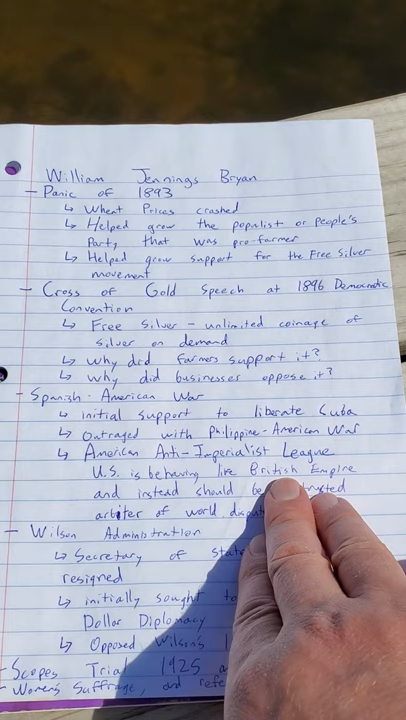 William Jennings Bryan
- Panic of 1893
↳ Wheat Prices crashed
↳ Helped grow the populist or People's
Party that was pro-farmer
↳ Helped grow support for the Free Silver
movement
- Cross of Gold Speech at 1896 Democratic
Convention
↳ Free Silver - unlimited coinage of
silver on demand
↳ why did farmers support it?
↳ why did businesses oppose it?
- Spanish-American War
↳ initial support to liberate Cuba
↳ Outraged with Philippine-American War
↳ American Anti-Imperialist League
U.S. is behaving like British Empire
and instead should be
arbiter of world
- Wilson Administration
↳ Secretary of
resigned
↳ initially sought to
Dollar Diplomacy
↳ Opposed Wilson's
- Scopes Trial 1925
- Women's Suffrage, and